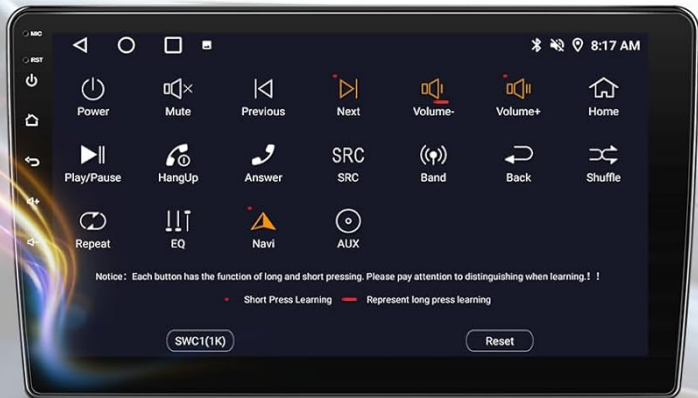 MIC
RST
8:17 AM
Power
Mute
Previous
Next
Volume-
Volume+
Home
Play/Pause
HangUp
Answer
SRC
SRC
Band
Back
Shuffle
Repeat
EQ
Navi
AUX
Notice: Each button has the function of long and short pressing. Please pay attention to distinguishing when learning.! !
Short Press Learning
Represent long press learning
SWC1(1K)
Reset